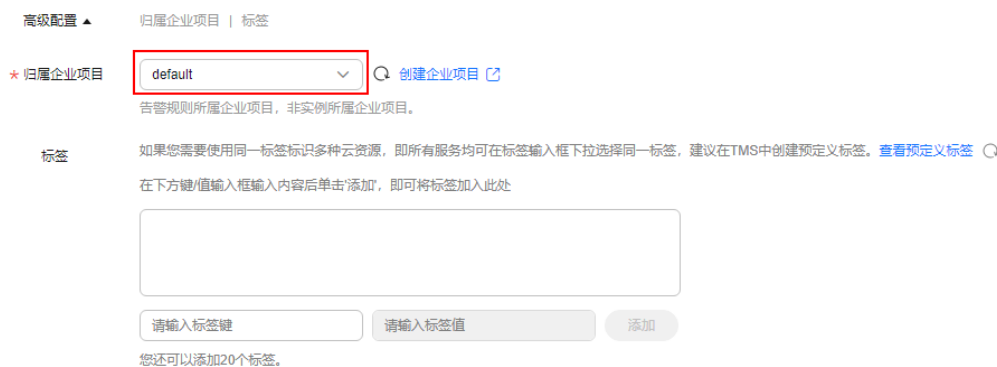 高级配置 ▲ 归属企业项目 | 标签
* 归属企业项目 default 创建企业项目
告警规则所属企业项目，非实例所属企业项目。
标签 如果您需要使用同一标签标识多种云资源，即所有服务均可在标签输入框下拉选择同一标签，建议在TMS中创建预定义标签。查看预定义标签
在下方键/值输入框输入内容后单击'添加'，即可将标签加入此处
请输入标签键 请输入标签值 添加
您还可以添加20个标签。